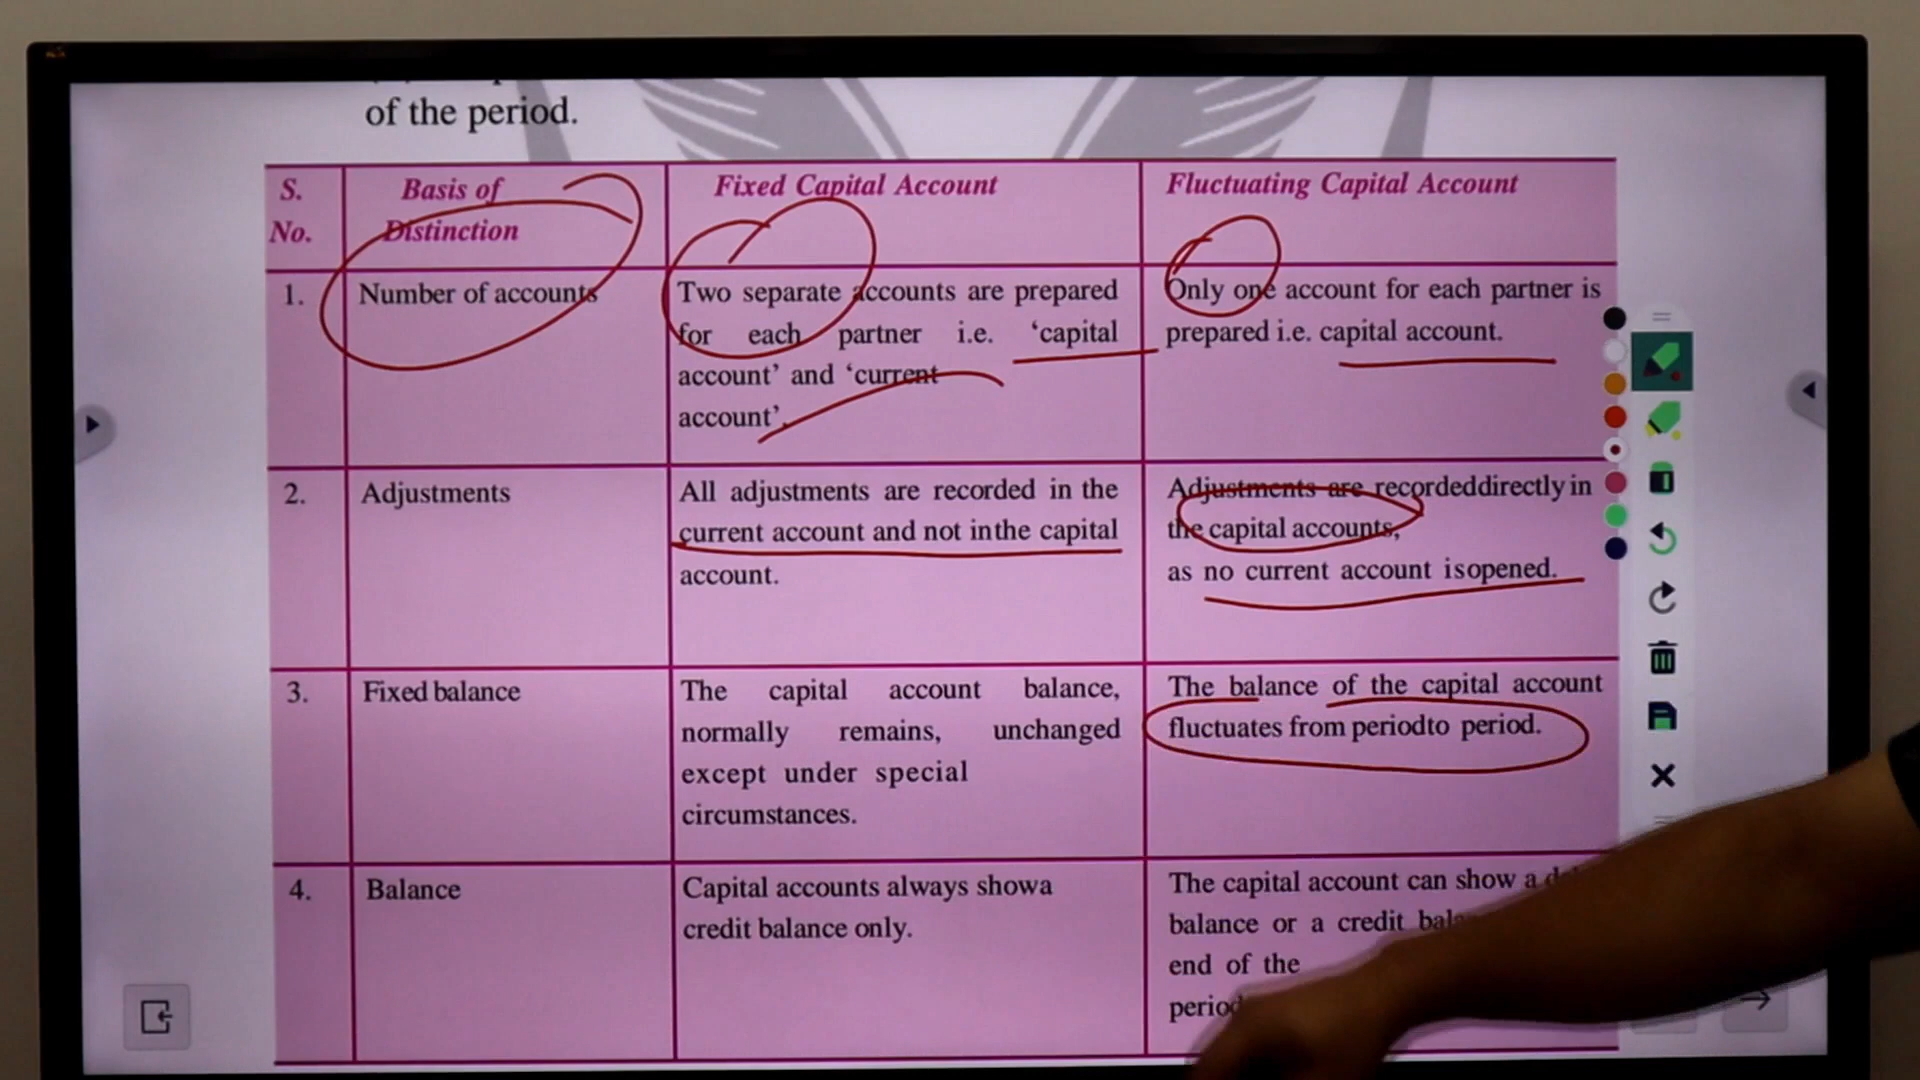 of the period.
S. No.
Basis of
Distinction
Fixed Capital Account
Fluctuating Capital Account
1.
Number of accounts
Two separate accounts are prepared
for each partner i.e. ‘capital
account’ and ‘current
account’.
Only one account for each partner is
prepared i.e. capital account.
2.
Adjustments
All adjustments are recorded in the
current account and not inthe capital
account.
Adjustments are recordeddirectly in
the capital accounts,
as no current account isopened.
3.
Fixed balance
The capital account balance,
normally remains, unchanged
except under special
circumstances.
The balance of the capital account
fluctuates from periodto period.
4.
Balance
Capital accounts always showa
credit balance only.
The capital account can show a
balance or a credit
end of the